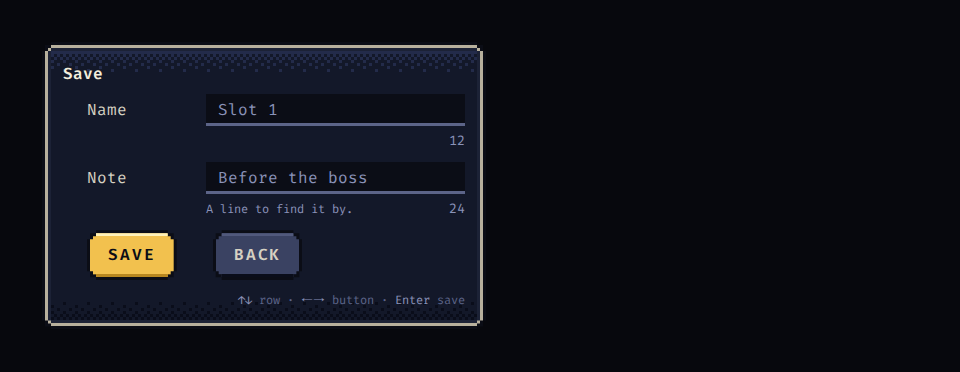 Save
Name Slot 1
12
Note Before the boss
A line to find it by. 24
SAVE BACK
↑↓ row · ←→ button · Enter save